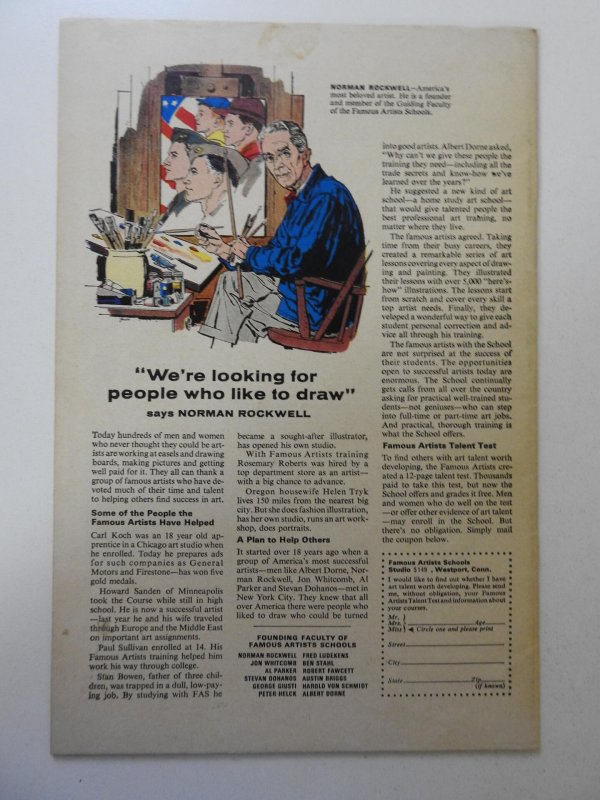 NORMAN ROCKWELL—America's
most beloved artist. He is a founder
and member of the Guiding Faculty
of the Famous Artists Schools.
"We're looking for
people who like to draw"
says NORMAN ROCKWELL
Today hundreds of men and women
who never thought they could be art-
ists are working at easels and drawing
boards, making pictures and getting
well paid for it. They all can thank a
group of famous artists who have de-
voted much of their time and talent
to helping others find success in art.
Some of the People the
Famous Artists Have Helped
Carl Koch was an 18 year old ap-
prentice in a Chicago art studio when
he enrolled. Today he prepares ads
for such companies as General
Motors and Firestone—has won five
gold medals.
Howard Sanden of Minneapolis
took the Course while still in high
school. He is now a successful artist
—last year he and his wife traveled
through Europe and the Middle East
on important art assignments.
Paul Sullivan enrolled at 14. His
Famous Artists training helped him
work his way through college.
Stan Bowen, father of three chil-
dren, was trapped in a dull, low-pay-
ing job. By studying with FAS he
became a sought-after illustrator,
has opened his own studio.
With Famous Artists training
Rosemary Roberts was hired by a
top department store as an artist—
with a big chance of salary.
Oregon housewife Helen Tryk
lives 150 miles from the nearest big
city. But she does fashion illustration,
has her own studio, runs an art work-
shop, does portraits.
A Plan to Help Others
It started over 18 years ago when a
group of America's most successful
artists—men like Albert Dorne, Nor-
man Rockwell, Jon Whitcomb, Al
Parker and Stevan Dohanos—met in
New York City. They knew that all
over America there were people who
liked to draw who could be turned
into good artists. Albert Dorne asked,
"Why can't we give these people the
training they need—including all the
trade secrets and know-how we've
learned over the years?"
He suggested a new kind of art
school—a home study art school—
that would give talented people the
best professional art training, no
matter where they live.
The famous artists agreed. Taking
time from their busy careers, they
created a remarkable series of art
lessons covering every aspect of draw-
ing and painting. They illustrated
their lessons with over 5,000 "here's-
how" illustrations. The lessons start
from scratch and cover every skill a
top artist needs. Finally, they de-
veloped a wonderful way to give each
student personal correction and ad-
vice all through his training.
The famous artists with the School
are not surprised at the success of
their students. The opportunities
open to successful artists today are
enormous. The School continually
gets calls from all over the country
asking for practical well-trained stu-
dents—not geniuses—who can step
into full-time or part-time art jobs.
And practical, thorough training is
what the School offers.
Famous Artists Talent Test
To find others with art talent worth
developing, the Famous Artists cre-
ated a 12-page talent test. Thousands
paid to take this test, but now the
School offers and grades it free. Men
and women who do well on the test
—or offer other evidence of art talent
—may enroll in the School. But
there's no obligation. Simply mail
the coupon below.
FOUNDING FACULTY OF
FAMOUS ARTISTS SCHOOLS
NORMAN ROCKWELL FRED LUDEKENS
JON WHITCOMB BEN STAHL
AL PARKER ROBERT FAWCETT
STEVAN DOHANOS AUSTIN BRIGGS
GEORGE GIUSTI HAROLD VON SCHMIDT
PETER HELCK ALBERT DORNE
Famous Artists Schools
Studio 5149, Westport, Conn.
I would like to find out whether I have
art talent worth developing. Please send
me, without obligation, your Famous
Artists Talent Test and information about
your courses.
Mr.
Mrs. Age
Miss Circle one and please print
Street
City
State Zip
(if known)